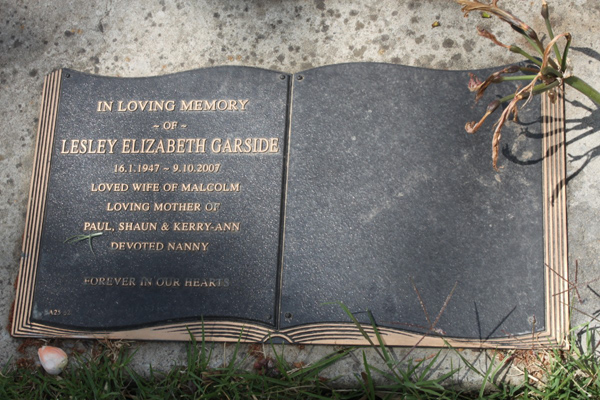 IN LOVING MEMORY
~ OF ~
LESLEY ELIZABETH GARSIDE
16.1.1947 ~ 9.10.2007
LOVED WIFE OF MALCOLM
LOVING MOTHER OF
PAUL, SHAUN & KERRY-ANN
DEVOTED NANNY
FOREVER IN OUR HEARTS